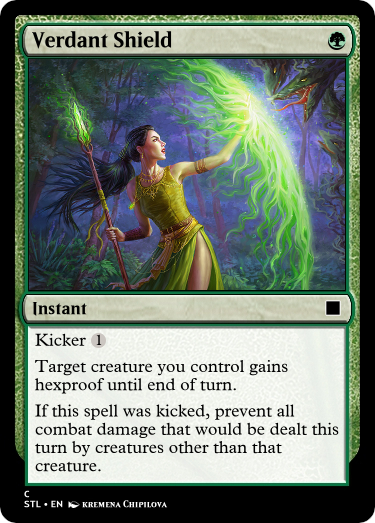 Verdant Shield
Instant
Kicker 1
Target creature you control gains
hexproof until end of turn.
If this spell was kicked, prevent all
combat damage that would be dealt this
turn by creatures other than that
creature.
C
STL • EN KREMENA CHIPILOVA